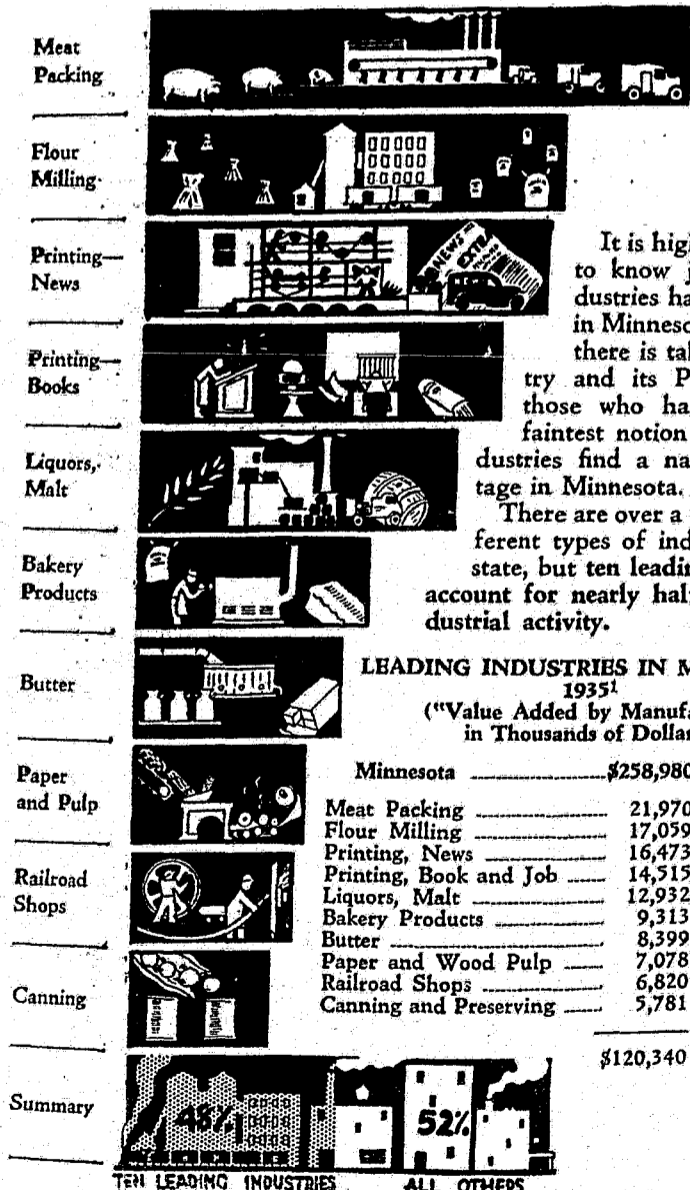 Meat
Packing
Flour
Milling
Printing—
News
Printing—
Books
Liquors,
Malt
Bakery
Products
Butter
Paper
and Pulp
Railroad
Shops
Canning
Summary
NEWS
EXTRA
It is hig
to know j
dustries ha
in Minneso
there is tal
try and its P
those who ha
faintest notion
dustries find a na
tage in Minnesota.
There are over a
ferent types of ind
state, but ten leadin
account for nearly hal
dustrial activity.
LEADING INDUSTRIES IN M
1935¹
("Value Added by Manufa
in Thousands of Dollar
Minnesota $258,980
Meat Packing 21,970
Flour Milling 17,059
Printing, News 16,473
Printing, Book and Job 14,515
Liquors, Malt 12,932
Bakery Products 9,313
Butter 8,399
Paper and Wood Pulp 7,078
Railroad Shops 6,820
Canning and Preserving 5,781
$120,340
48% 52%
TEN LEADING INDUSTRIES ALL OTHERS